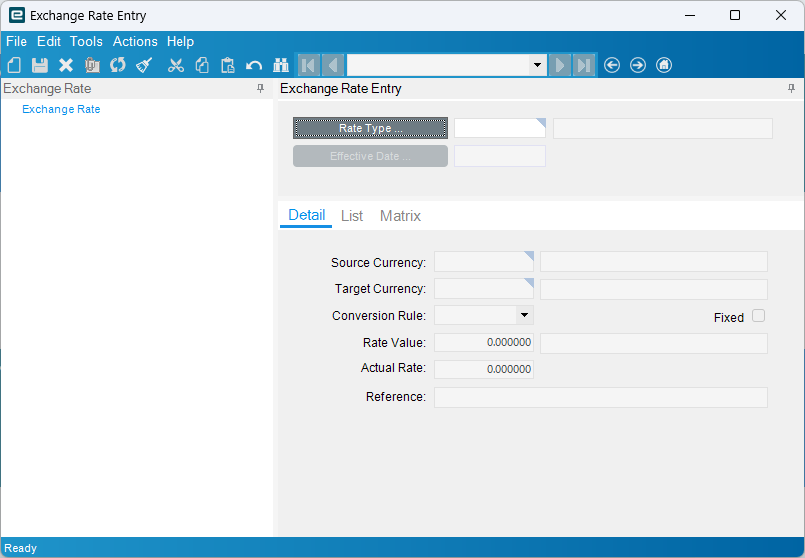 Exchange Rate Entry
File Edit Tools Actions Help
Exchange Rate
Exchange Rate Entry
Exchange Rate
Rate Type ...
Effective Date ...
Detail List Matrix
Source Currency:
Target Currency:
Conversion Rule:
Fixed
Rate Value: 0.000000
Actual Rate: 0.000000
Reference:
Ready